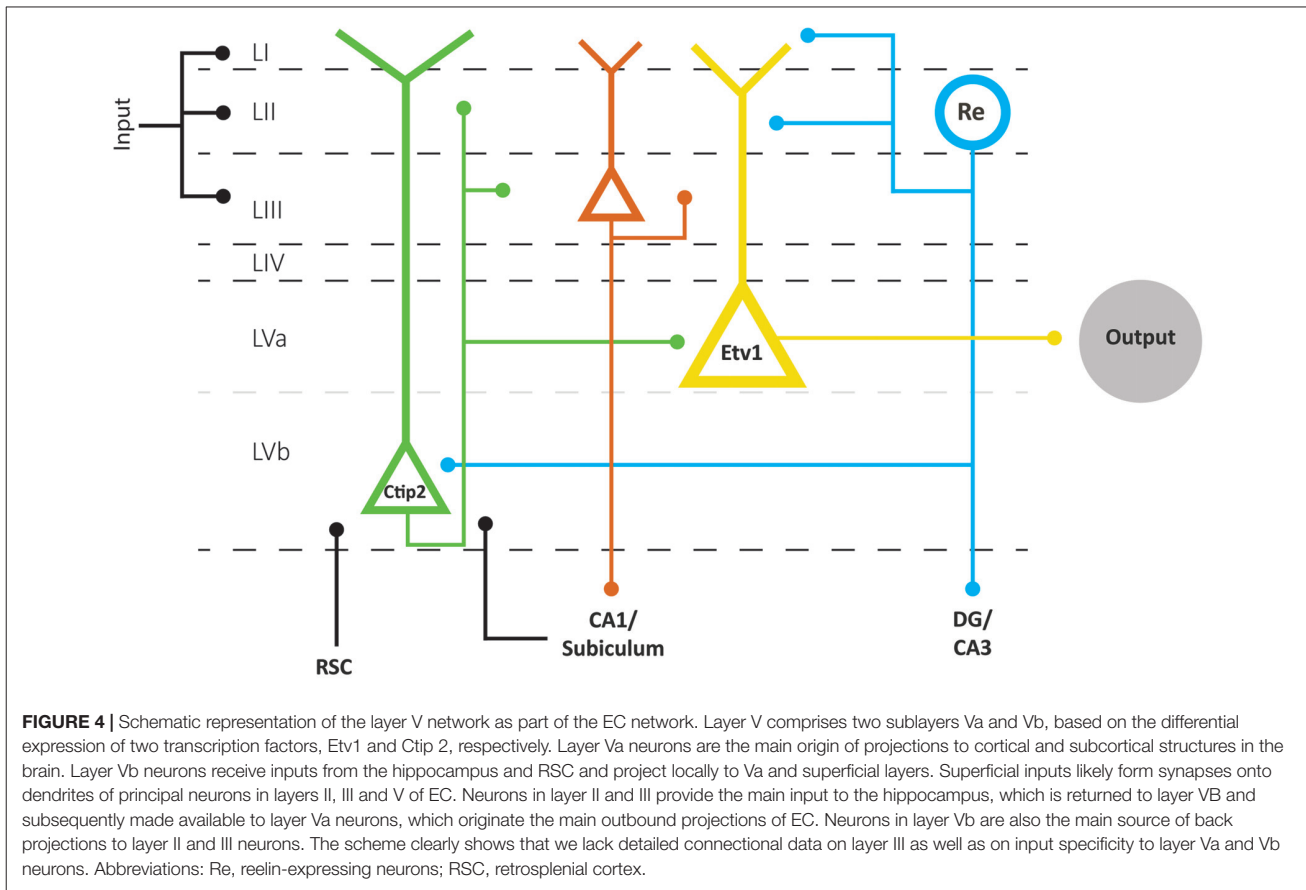 LI
LII
Input
LIII
LIV
LVa
LVb
Re
Etv1
Output
Ctip2
CA1/
Subiculum
DG/
CA3
RSC
FIGURE 4 | Schematic representation of the layer V network as part of the EC network. Layer V comprises two sublayers Va and Vb, based on the differential
expression of two transcription factors, Etv1 and Ctip 2, respectively. Layer Va neurons are the main origin of projections to cortical and subcortical structures in the
brain. Layer Vb neurons receive inputs from the hippocampus and RSC and project locally to Va and superficial layers. Superficial inputs likely form synapses onto
dendrites of principal neurons in layers II, III and V of EC. Neurons in layer II and III provide the main input to the hippocampus, which is returned to layer VB and
subsequently made available to layer Va neurons, which originate the main outbound projections of EC. Neurons in layer Vb are also the main source of back
projections to layer II and III neurons. The scheme clearly shows that we lack detailed connectional data on layer III as well as on input specificity to layer Va and Vb
neurons. Abbreviations: Re, reelin-expressing neurons; RSC, retrosplenial cortex.